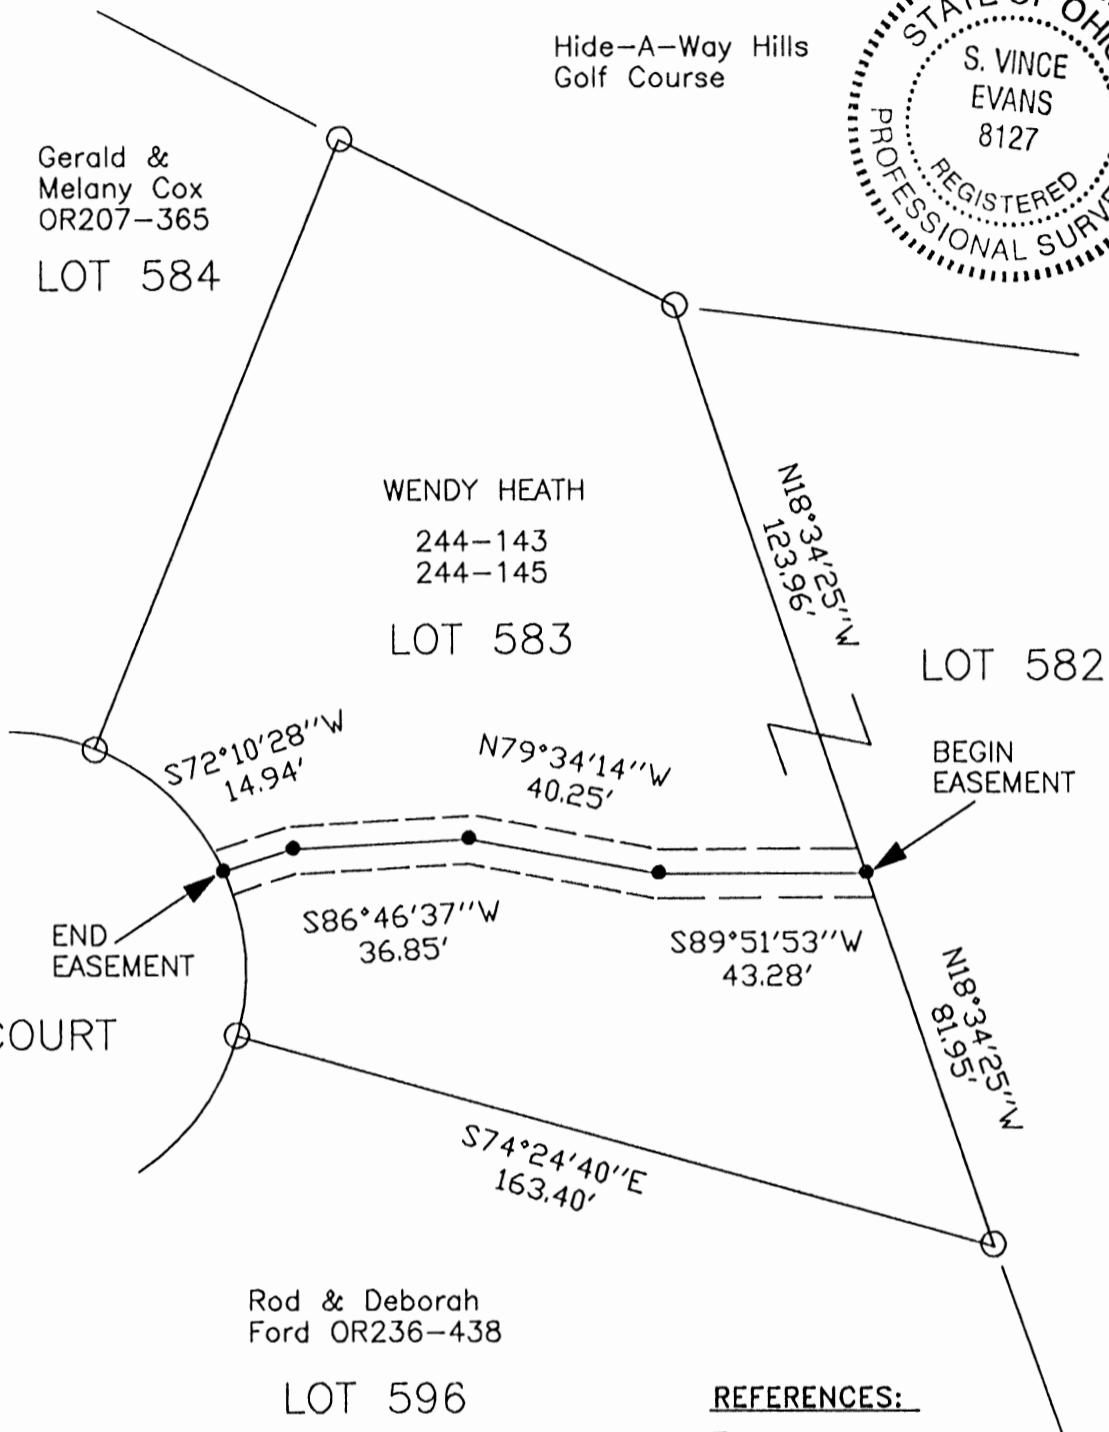 Hide-A-Way Hills
Golf Course
STATE OF OHIO
S. VINCE
EVANS
8127
REGISTERED
PROFESSIONAL
Gerald &
Melany Cox
OR207-365
LOT 584
WENDY HEATH
244-143
244-145
LOT 583
N18°34'25''W
123.96'
LOT 582
S72°10'28''W
14.94'
N79°34'14''W
40.25'
BEGIN
EASEMENT
END
EASEMENT
S86°46'37''W
36.85'
S89°51'53''W
43.28'
N18°34'25''W
81.95'
COURT
S74°24'40''E
163.40'
Rod & Deborah
Ford OR236-438
LOT 596
REFERENCES: